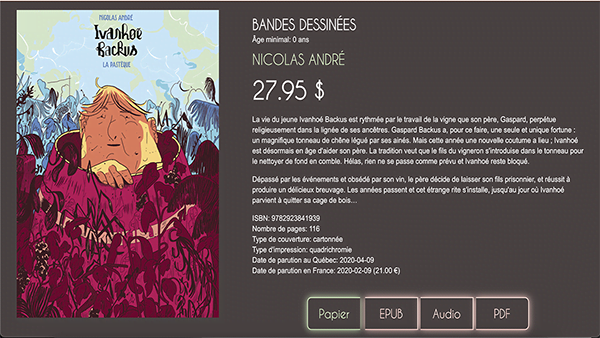 NICOLAS ANDRÉ
Ivanhoé
Backus
LA PASTÈQUE
BANDES DESSINÉES
Âge minimal: 0 ans
NICOLAS ANDRÉ
27.95 $
La vie du jeune Ivanhoé Backus est rythmée par le travail de la vigne que son père, Gaspard, perpétue
religieusement dans la lignée de ses ancêtres. Gaspard Backus a, pour ce faire, une seule et unique fortune :
un magnifique tonneau de chêne légué par ses ainés. Mais cette année une nouvelle coutume a lieu ; Ivanhoé
est désormais en âge d'aider son père. La tradition veut que le fils du vigneron s'introduise dans le tonneau pour
le nettoyer de fond en comble. Hélas, rien ne se passe comme prévu et Ivanhoé reste bloqué.
Dépassé par les événements et obsédé par son vin, le père décide de laisser son fils prisonnier, et réussit à
produire un délicieux breuvage. Les années passent et cet étrange rite s'installe, jusqu'au jour où Ivanhoé
parvient à quitter sa cage de bois…
ISBN: 9782923841939
Nombre de pages: 116
Type de couverture: cartonnée
Type d'impression: quadrichromie
Date de parution au Québec: 2020-04-09
Date de parution en France: 2020-02-09 (21.00 €)
Papier
EPUB
Audio
PDF